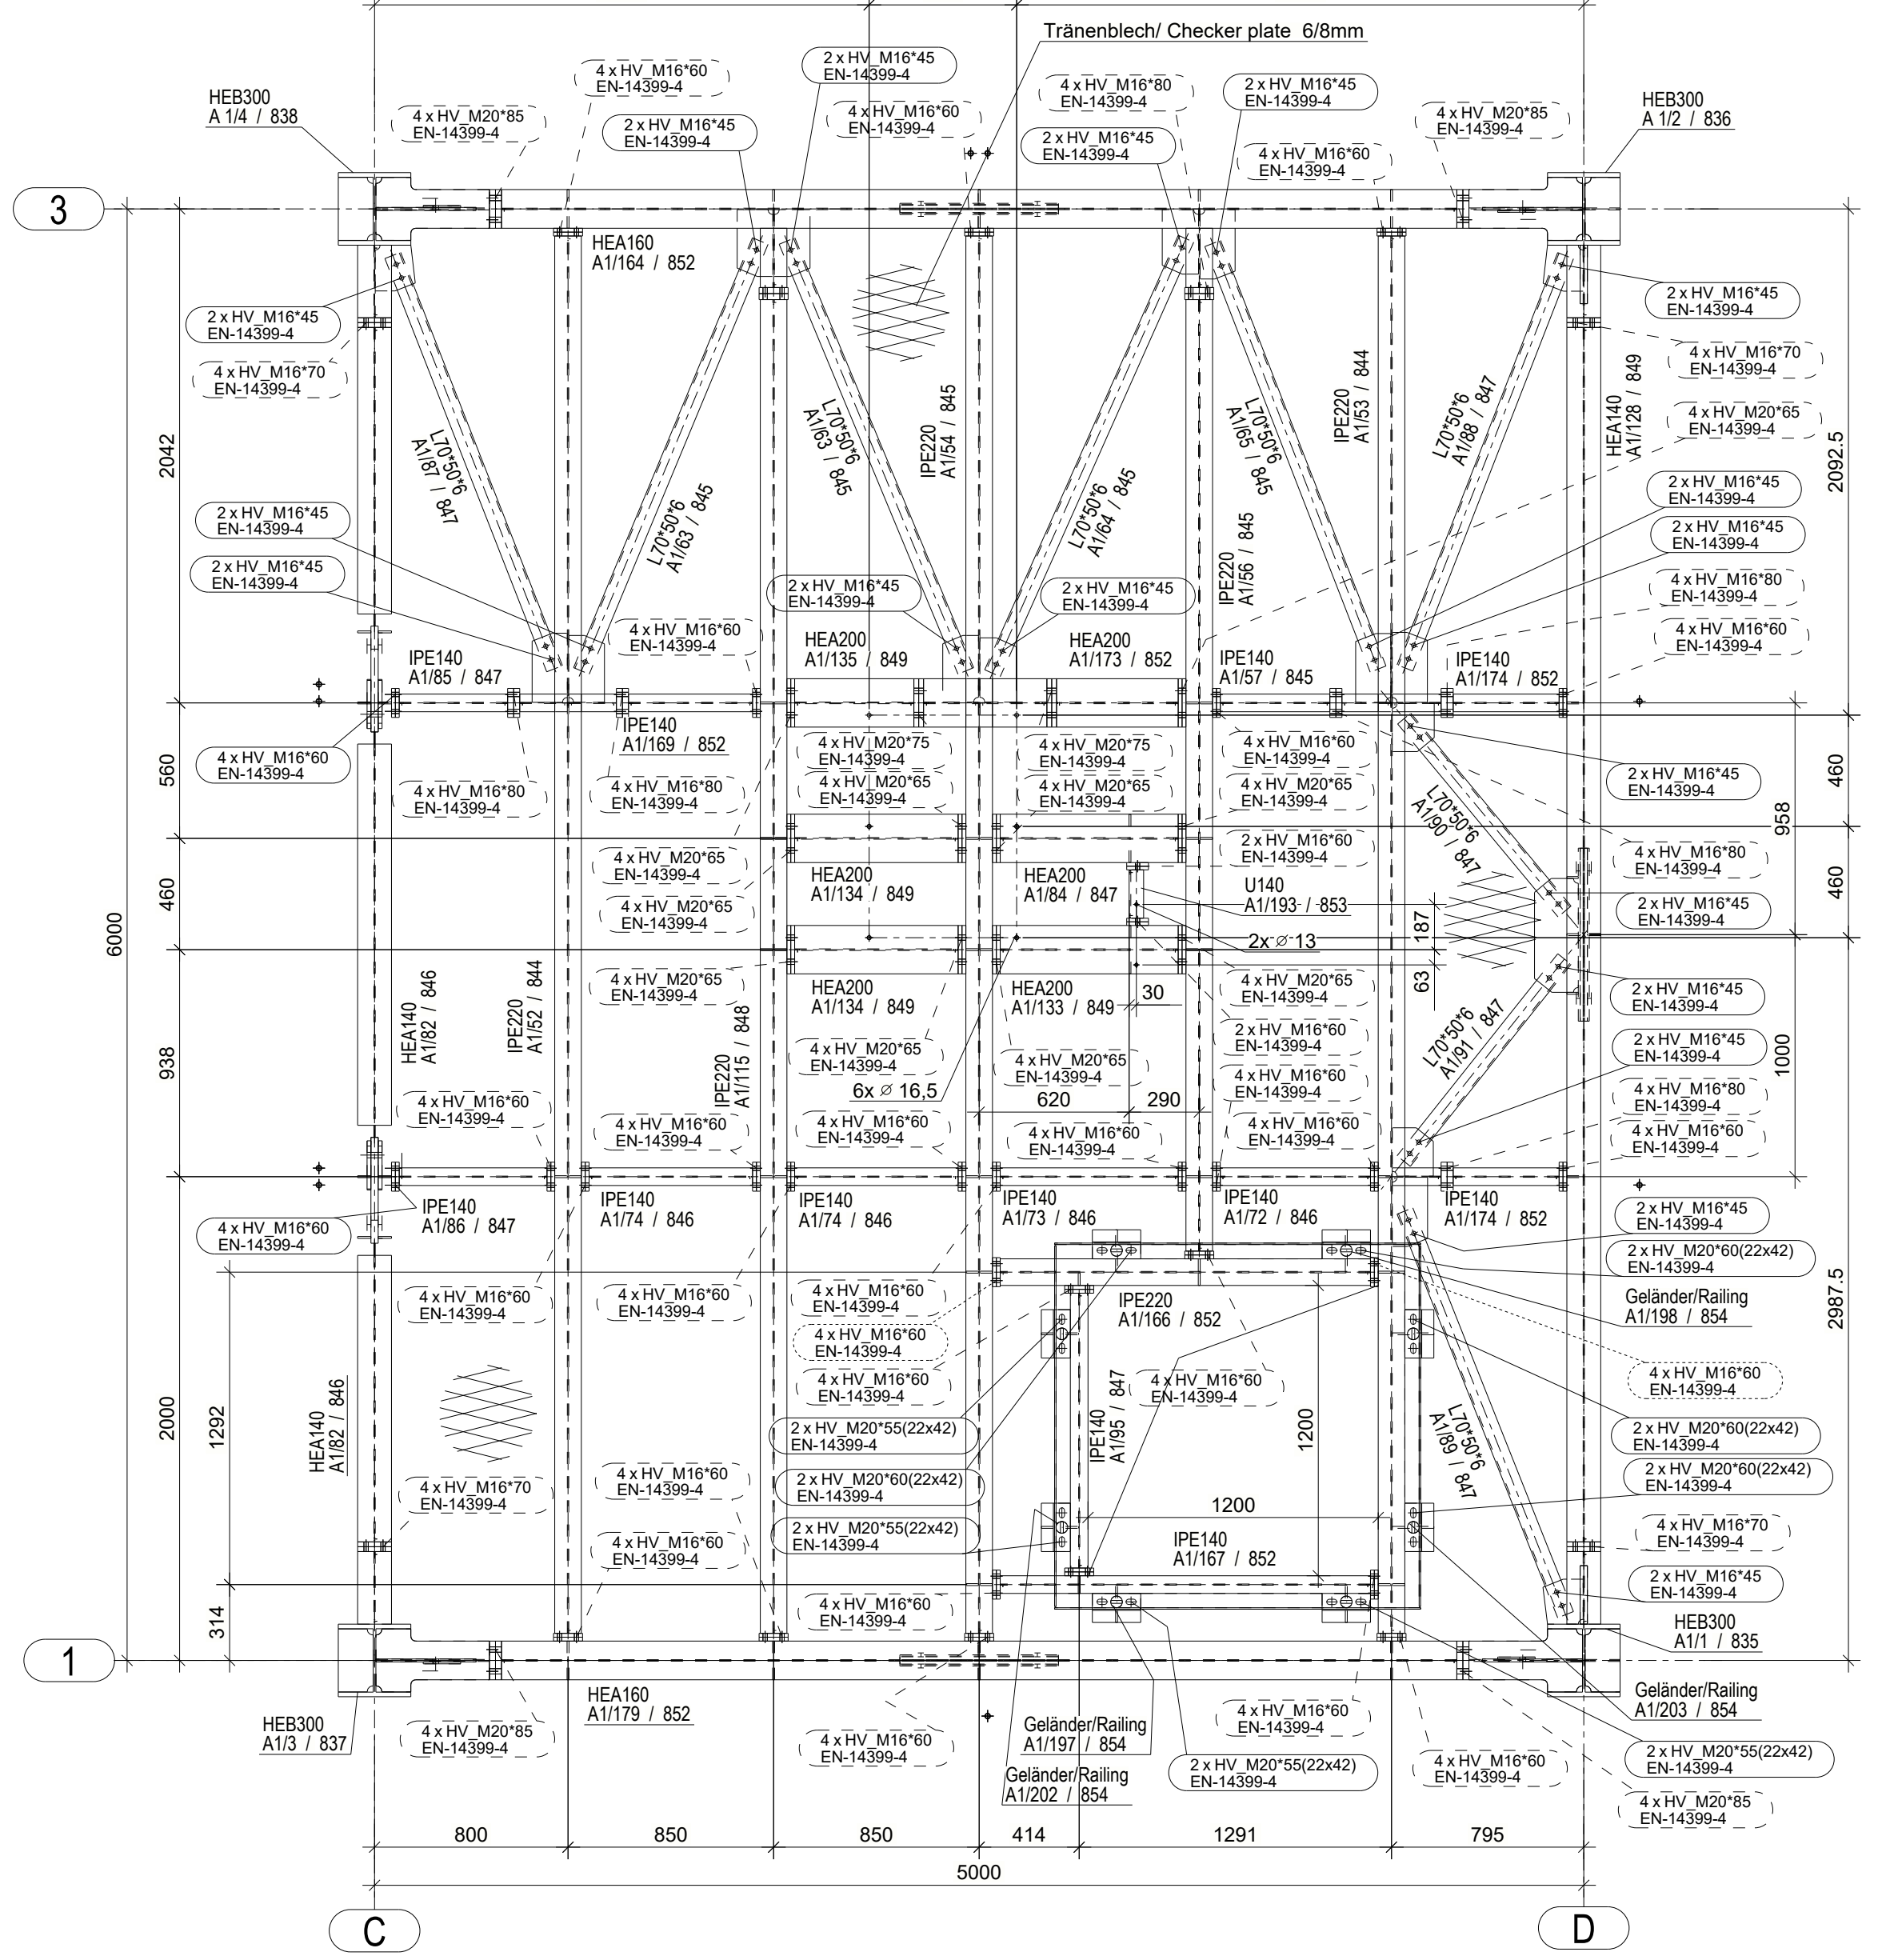 Tränenblech/ Checker plate 6/8mm
2 x HV_M16*45
EN-14399-4
4 x HV_M16*60
EN-14399-4
4 x HV_M16*80
EN-14399-4
2 x HV_M16*45
EN-14399-4
HEB300
A 1/4 / 838
4 x HV_M20*85
EN-14399-4
2 x HV_M16*45
EN-14399-4
4 x HV_M16*60
EN-14399-4
2 x HV_M16*45
EN-14399-4
4 x HV_M16*60
EN-14399-4
4 x HV_M20*85
EN-14399-4
HEB300
A 1/2 / 836
3
HEA160
A1/164 / 852
2 x HV_M16*45
EN-14399-4
4 x HV_M16*70
EN-14399-4
2 x HV_M16*45
EN-14399-4
4 x HV_M16*70
EN-14399-4
4 x HV_M20*65
EN-14399-4
2042
L70*50*6
A1/87 / 847
L70*50*6
A1/63 / 845
L70*50*6
A1/63 / 845
IPE220
A1/54 / 845
L70*50*6
A1/64 / 845
L70*50*6
A1/65 / 845
IPE220
A1/53 / 844
L70*50*6
A1/88 / 847
HEA140
A1/128 / 849
2092.5
IPE220
A1/56 / 845
2 x HV_M16*45
EN-14399-4
2 x HV_M16*45
EN-14399-4
2 x HV_M16*45
EN-14399-4
2 x HV_M16*45
EN-14399-4
2 x HV_M16*45
EN-14399-4
2 x HV_M16*45
EN-14399-4
4 x HV_M16*80
EN-14399-4
4 x HV_M16*60
EN-14399-4
4 x HV_M16*60
EN-14399-4
IPE140
A1/85 / 847
HEA200
A1/135 / 849
HEA200
A1/173 / 852
IPE140
A1/57 / 845
IPE140
A1/174 / 852
IPE140
A1/169 / 852
4 x HV_M16*60
EN-14399-4
4 x HV_M16*80
EN-14399-4
4 x HV_M16*80
EN-14399-4
4 x HV_M20*75
EN-14399-4
4 x HV_M20*65
EN-14399-4
4 x HV_M20*75
EN-14399-4
4 x HV_M20*65
EN-14399-4
4 x HV_M16*60
EN-14399-4
4 x HV_M20*65
EN-14399-4
2 x HV_M16*60
EN-14399-4
2 x HV_M16*45
EN-14399-4
560
460
958
L70*50*6
A1/90 / 847
4 x HV_M16*80
EN-14399-4
2 x HV_M16*45
EN-14399-4
4 x HV_M20*65
EN-14399-4
4 x HV_M20*65
EN-14399-4
HEA200
A1/134 / 849
HEA200
A1/84 / 847
U140
A1/193 / 853
2x ∅ 13
187
63
460
460
6000
938
HEA140
A1/82 / 846
IPE220
A1/52 / 844
4 x HV_M20*65
EN-14399-4
IPE220
A1/115 / 848
HEA200
A1/134 / 849
HEA200
A1/133 / 849
30
4 x HV_M20*65
EN-14399-4
2 x HV_M16*60
EN-14399-4
4 x HV_M16*60
EN-14399-4
L70*50*6
A1/91 / 847
2 x HV_M16*45
EN-14399-4
2 x HV_M16*45
EN-14399-4
1000
4 x HV_M20*65
EN-14399-4
4 x HV_M20*65
EN-14399-4
6x ∅ 16,5
620
290
4 x HV_M16*60
EN-14399-4
4 x HV_M16*60
EN-14399-4
4 x HV_M16*60
EN-14399-4
4 x HV_M16*60
EN-14399-4
4 x HV_M16*60
EN-14399-4
4 x HV_M16*80
EN-14399-4
4 x HV_M16*60
EN-14399-4
IPE140
A1/86 / 847
IPE140
A1/74 / 846
IPE140
A1/74 / 846
IPE140
A1/73 / 846
IPE140
A1/72 / 846
IPE140
A1/174 / 852
4 x HV_M16*60
EN-14399-4
2 x HV_M16*45
EN-14399-4
2 x HV_M20*60(22x42)
EN-14399-4
Geländer/Railing
A1/198 / 854
2987.5
4 x HV_M16*60
EN-14399-4
4 x HV_M16*60
EN-14399-4
4 x HV_M16*60
EN-14399-4
4 x HV_M16*60
EN-14399-4
4 x HV_M16*60
EN-14399-4
IPE220
A1/166 / 852
4 x HV_M16*60
EN-14399-4
4 x HV_M16*60
EN-14399-4
2000
1292
HEA140
A1/82 / 846
IPE140
A1/95 / 847
1200
1200
L70*50*6
A1/89 / 847
2 x HV_M20*55(22x42)
EN-14399-4
2 x HV_M20*60(22x42)
EN-14399-4
2 x HV_M20*55(22x42)
EN-14399-4
2 x HV_M20*60(22x42)
EN-14399-4
2 x HV_M20*60(22x42)
EN-14399-4
4 x HV_M16*70
EN-14399-4
4 x HV_M16*60
EN-14399-4
4 x HV_M16*60
EN-14399-4
IPE140
A1/167 / 852
4 x HV_M16*70
EN-14399-4
2 x HV_M16*45
EN-14399-4
4 x HV_M16*60
EN-14399-4
314
HEB300
A1/1 / 835
1
HEA160
A1/179 / 852
HEB300
A1/3 / 837
4 x HV_M20*85
EN-14399-4
4 x HV_M16*60
EN-14399-4
Geländer/Railing
A1/197 / 854
Geländer/Railing
A1/202 / 854
4 x HV_M16*60
EN-14399-4
2 x HV_M20*55(22x42)
EN-14399-4
4 x HV_M16*60
EN-14399-4
Geländer/Railing
A1/203 / 854
2 x HV_M20*55(22x42)
EN-14399-4
4 x HV_M20*85
EN-14399-4
800
850
850
414
1291
795
5000
C
D